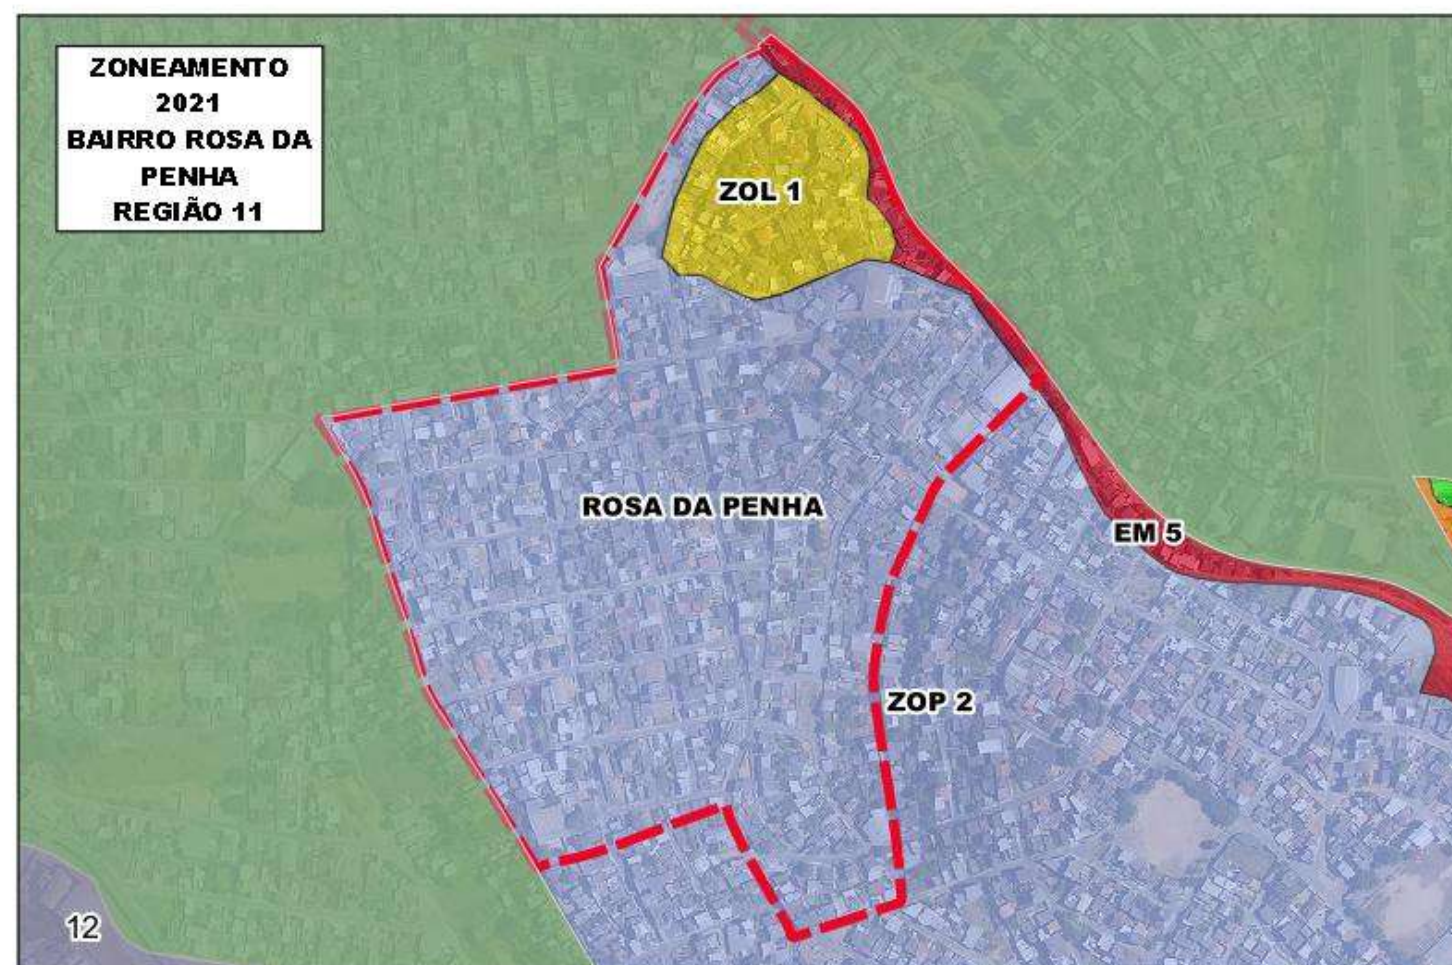 ZONEAMENTO
2021
BAIRRO ROSA DA
PENHA
REGIÃO 11
ZOL 1
ROSA DA PENHA
EM 5
ZOP 2
12